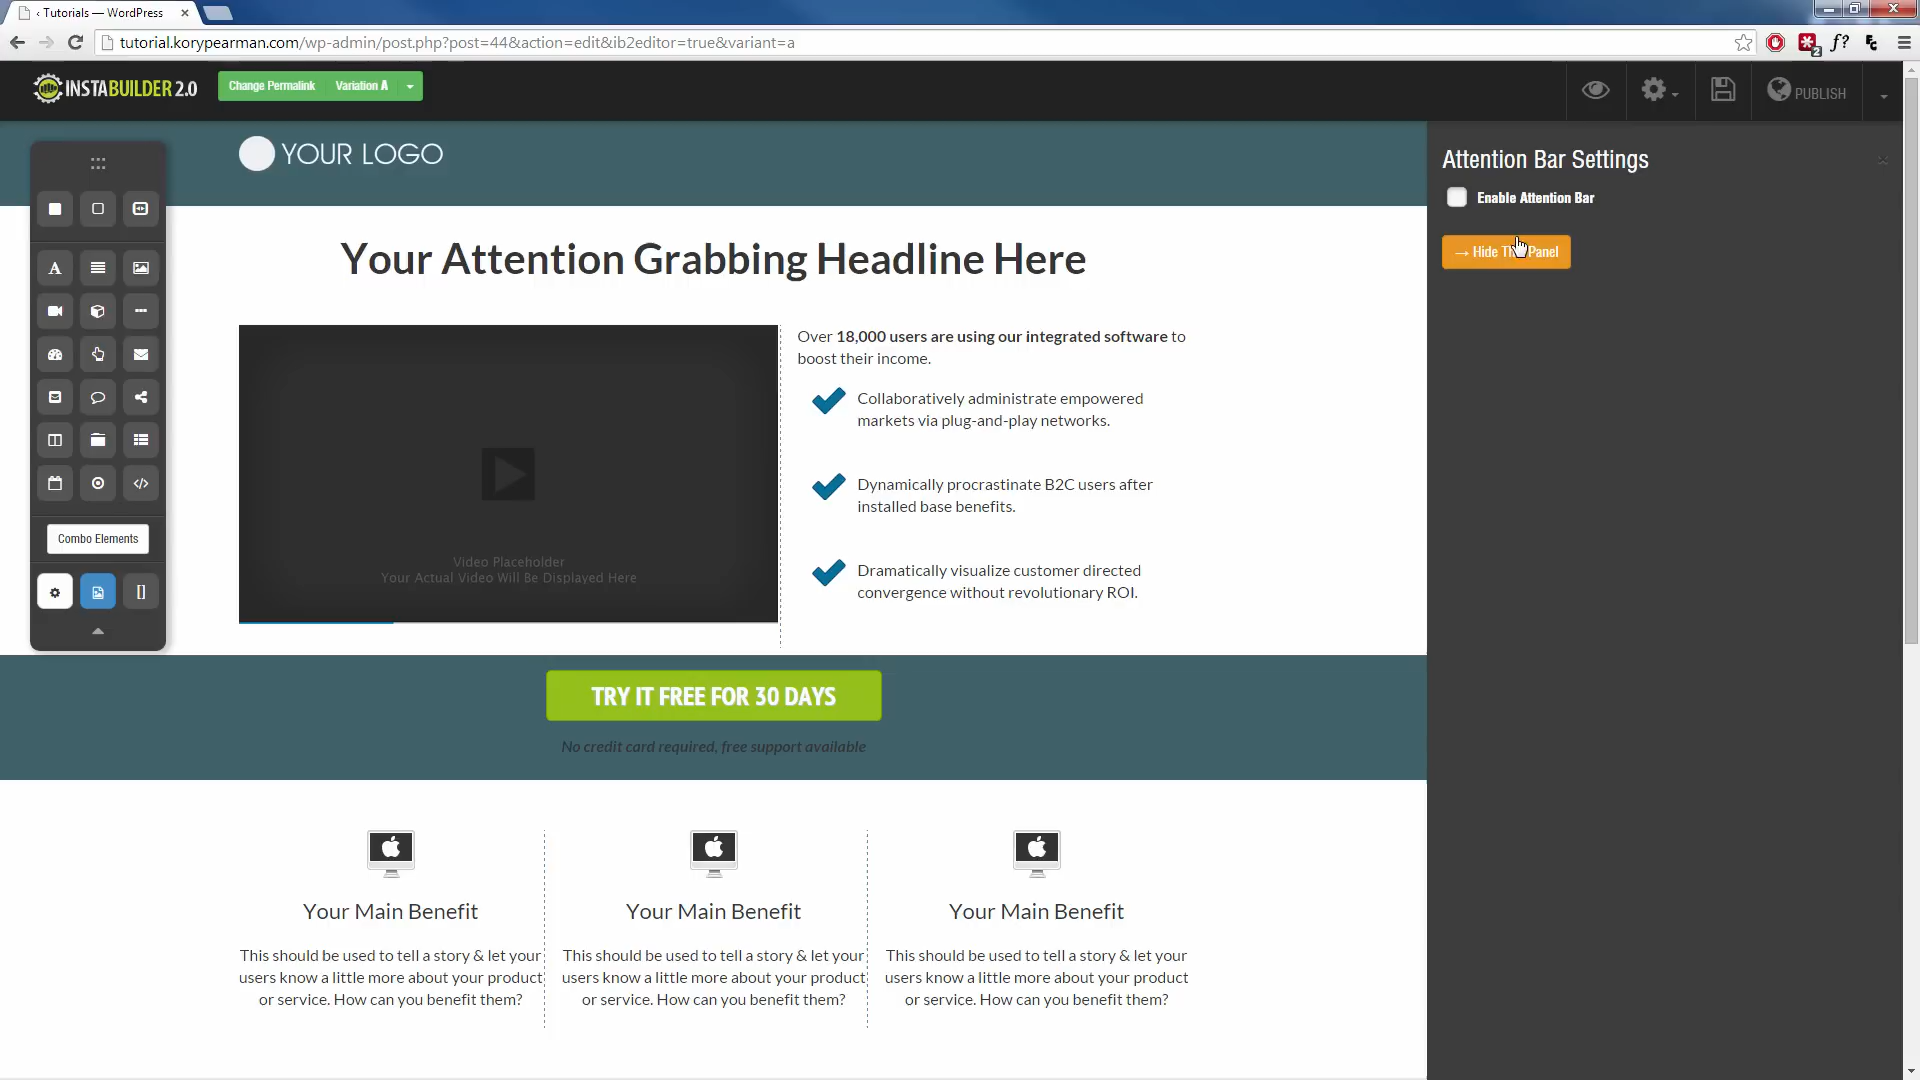 ‹ Tutorials — WordPress
tutorial.korypearman.com/wp-admin/post.php?post=44&action=edit&ib2editor=true&variant=a
INSTABUILDER 2.0
Change Permalink
Variation A
PUBLISH
YOUR LOGO
Attention Bar Settings
Enable Attention Bar
→ Hide Panel
Your Attention Grabbing Headline Here
Over 18,000 users are using our integrated software to
boost their income.
Collaboratively administrate empowered
markets via plug-and-play networks.
Dynamically procrastinate B2C users after
installed base benefits.
Dramatically visualize customer directed
convergence without revolutionary ROI.
Video Placeholder
Your Actual Video Will Be Displayed Here
Combo Elements
TRY IT FREE FOR 30 DAYS
No credit card required, free support available
Your Main Benefit
This should be used to tell a story & let your
users know a little more about your product
or service. How can you benefit them?
Your Main Benefit
This should be used to tell a story & let your
users know a little more about your product
or service. How can you benefit them?
Your Main Benefit
This should be used to tell a story & let your
users know a little more about your product
or service. How can you benefit them?